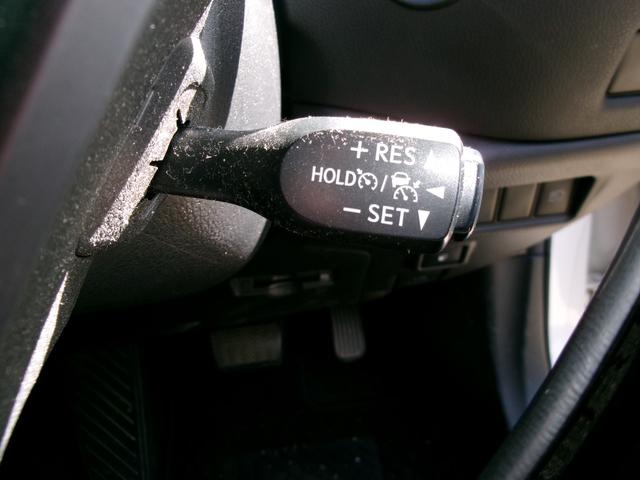 + RES ▲
HOLD / ◄
− SET ▼